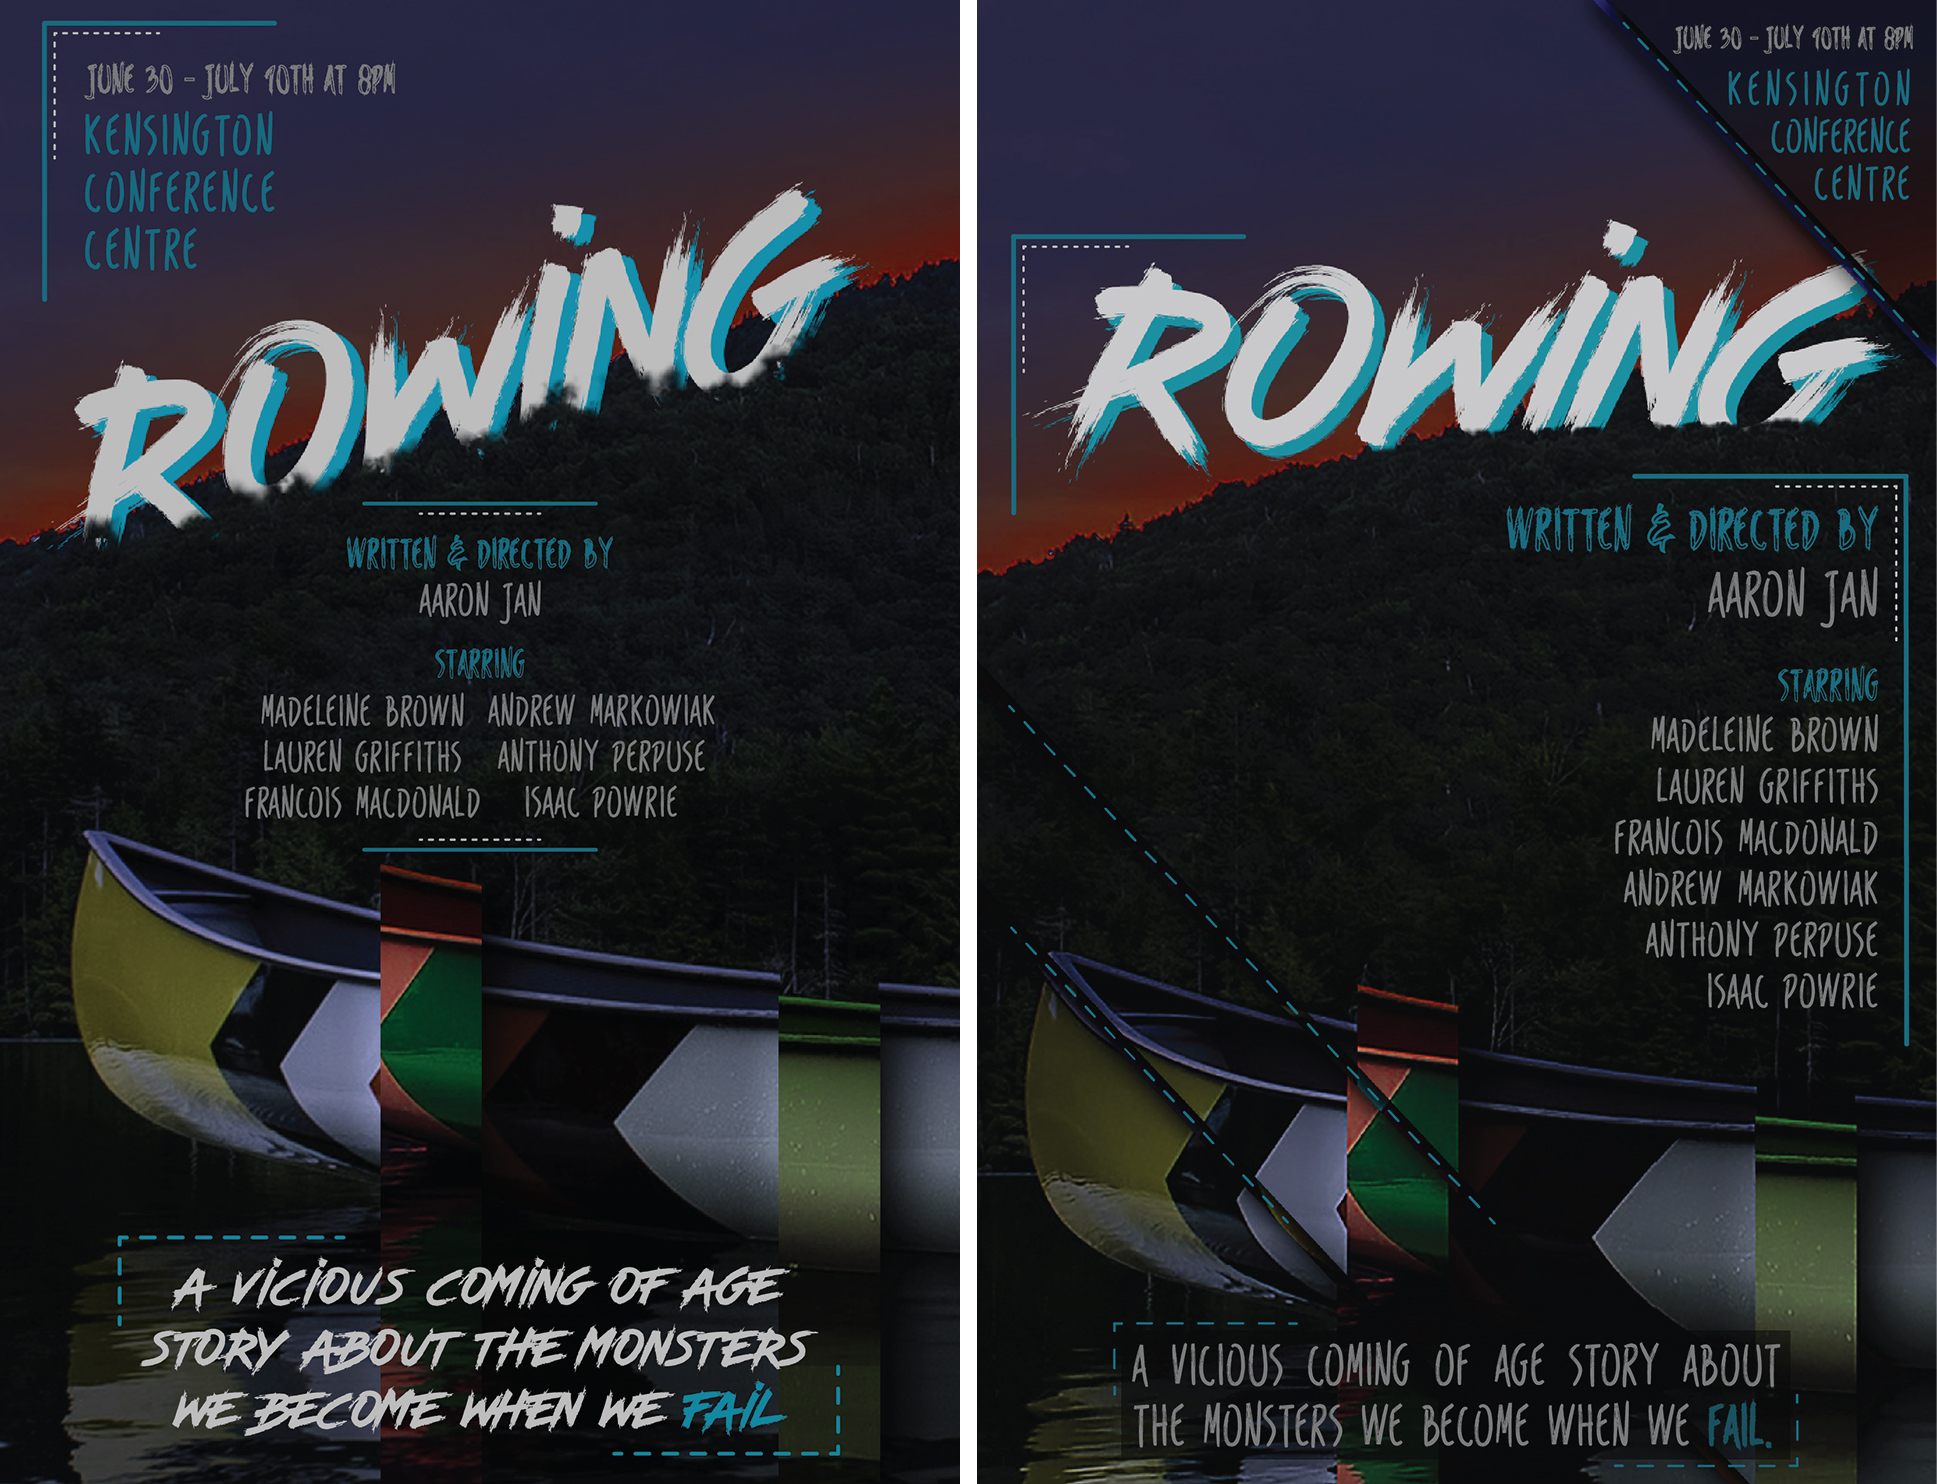 JUNE 30 - JULY 10TH AT 8PM
KENSINGTON
CONFERENCE
CENTRE
ROWING
WRITTEN & DIRECTED BY
AARON JAN
STARRING
MADELEINE BROWN ANDREW MARKOWIAK
LAUREN GRIFFITHS ANTHONY PERPUSE
FRANCOIS MACDONALD ISAAC POWRIE
A VICIOUS COMING OF AGE
STORY ABOUT THE MONSTERS
WE BECOME WHEN WE FAIL
JUNE 30 - JULY 10TH AT 8PM
KENSINGTON
CONFERENCE
CENTRE
ROWING
WRITTEN & DIRECTED BY
AARON JAN
STARRING
MADELEINE BROWN
LAUREN GRIFFITHS
FRANCOIS MACDONALD
ANDREW MARKOWIAK
ANTHONY PERPUSE
ISAAC POWRIE
A VICIOUS COMING OF AGE STORY ABOUT
THE MONSTERS WE BECOME WHEN WE FAIL.